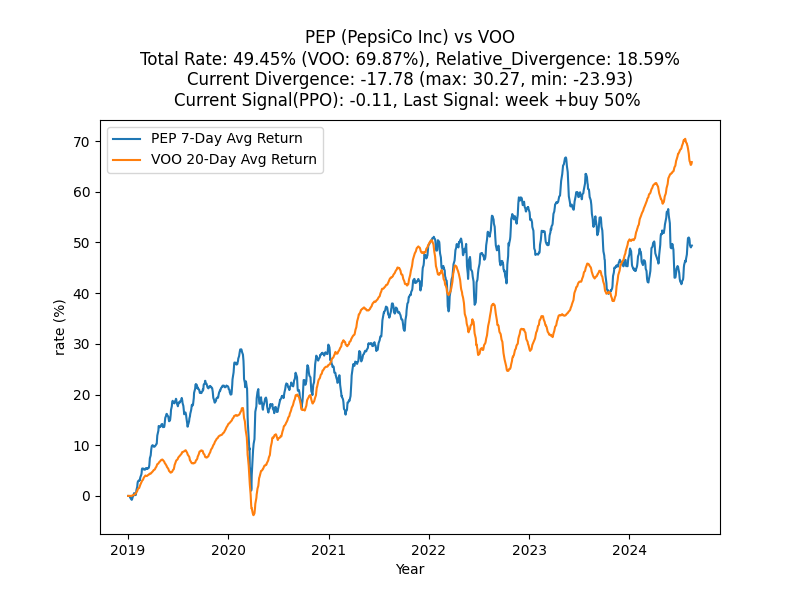 PEP (PepsiCo Inc) vs VOO
Total Rate: 49.45% (VOO: 69.87%), Relative_Divergence: 18.59%
Current Divergence: -17.78 (max: 30.27, min: -23.93)
Current Signal(PPO): -0.11, Last Signal: week +buy 50%
PEP 7-Day Avg Return
VOO 20-Day Avg Return
rate (%)
70
60
50
40
30
20
10
0
2019 2020 2021 2022 2023 2024
Year